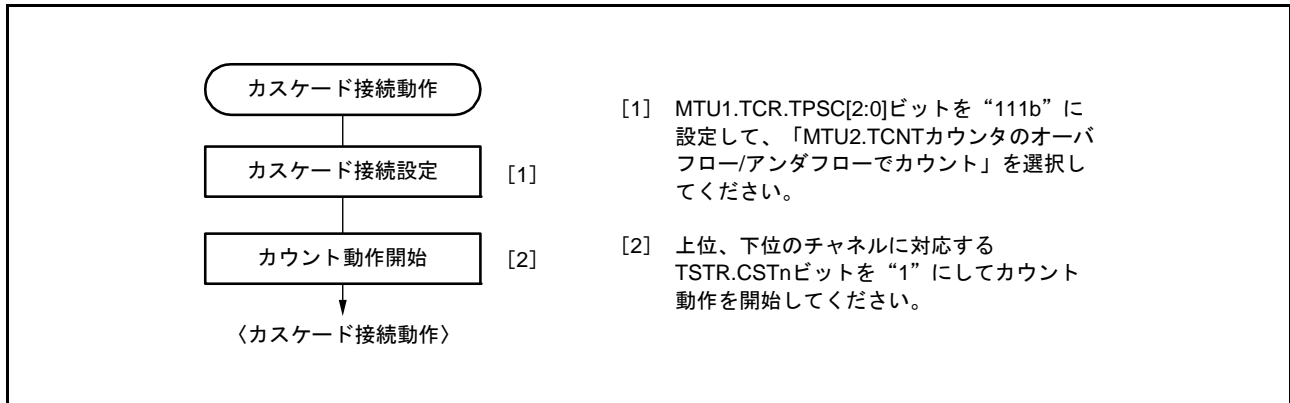 カスケード接続動作
カスケード接続設定 [1]
カウント動作開始 [2]
〈カスケード接続動作〉
[1] MTU1.TCR.TPSC[2:0]ビットを“111b”に
設定して、「MTU2.TCNTカウンタのオーバ
フロー/アンダフローでカウント」を選択し
てください。
[2] 上位、下位のチャネルに対応する
TSTR.CSTnビットを“1”にしてカウント
動作を開始してください。